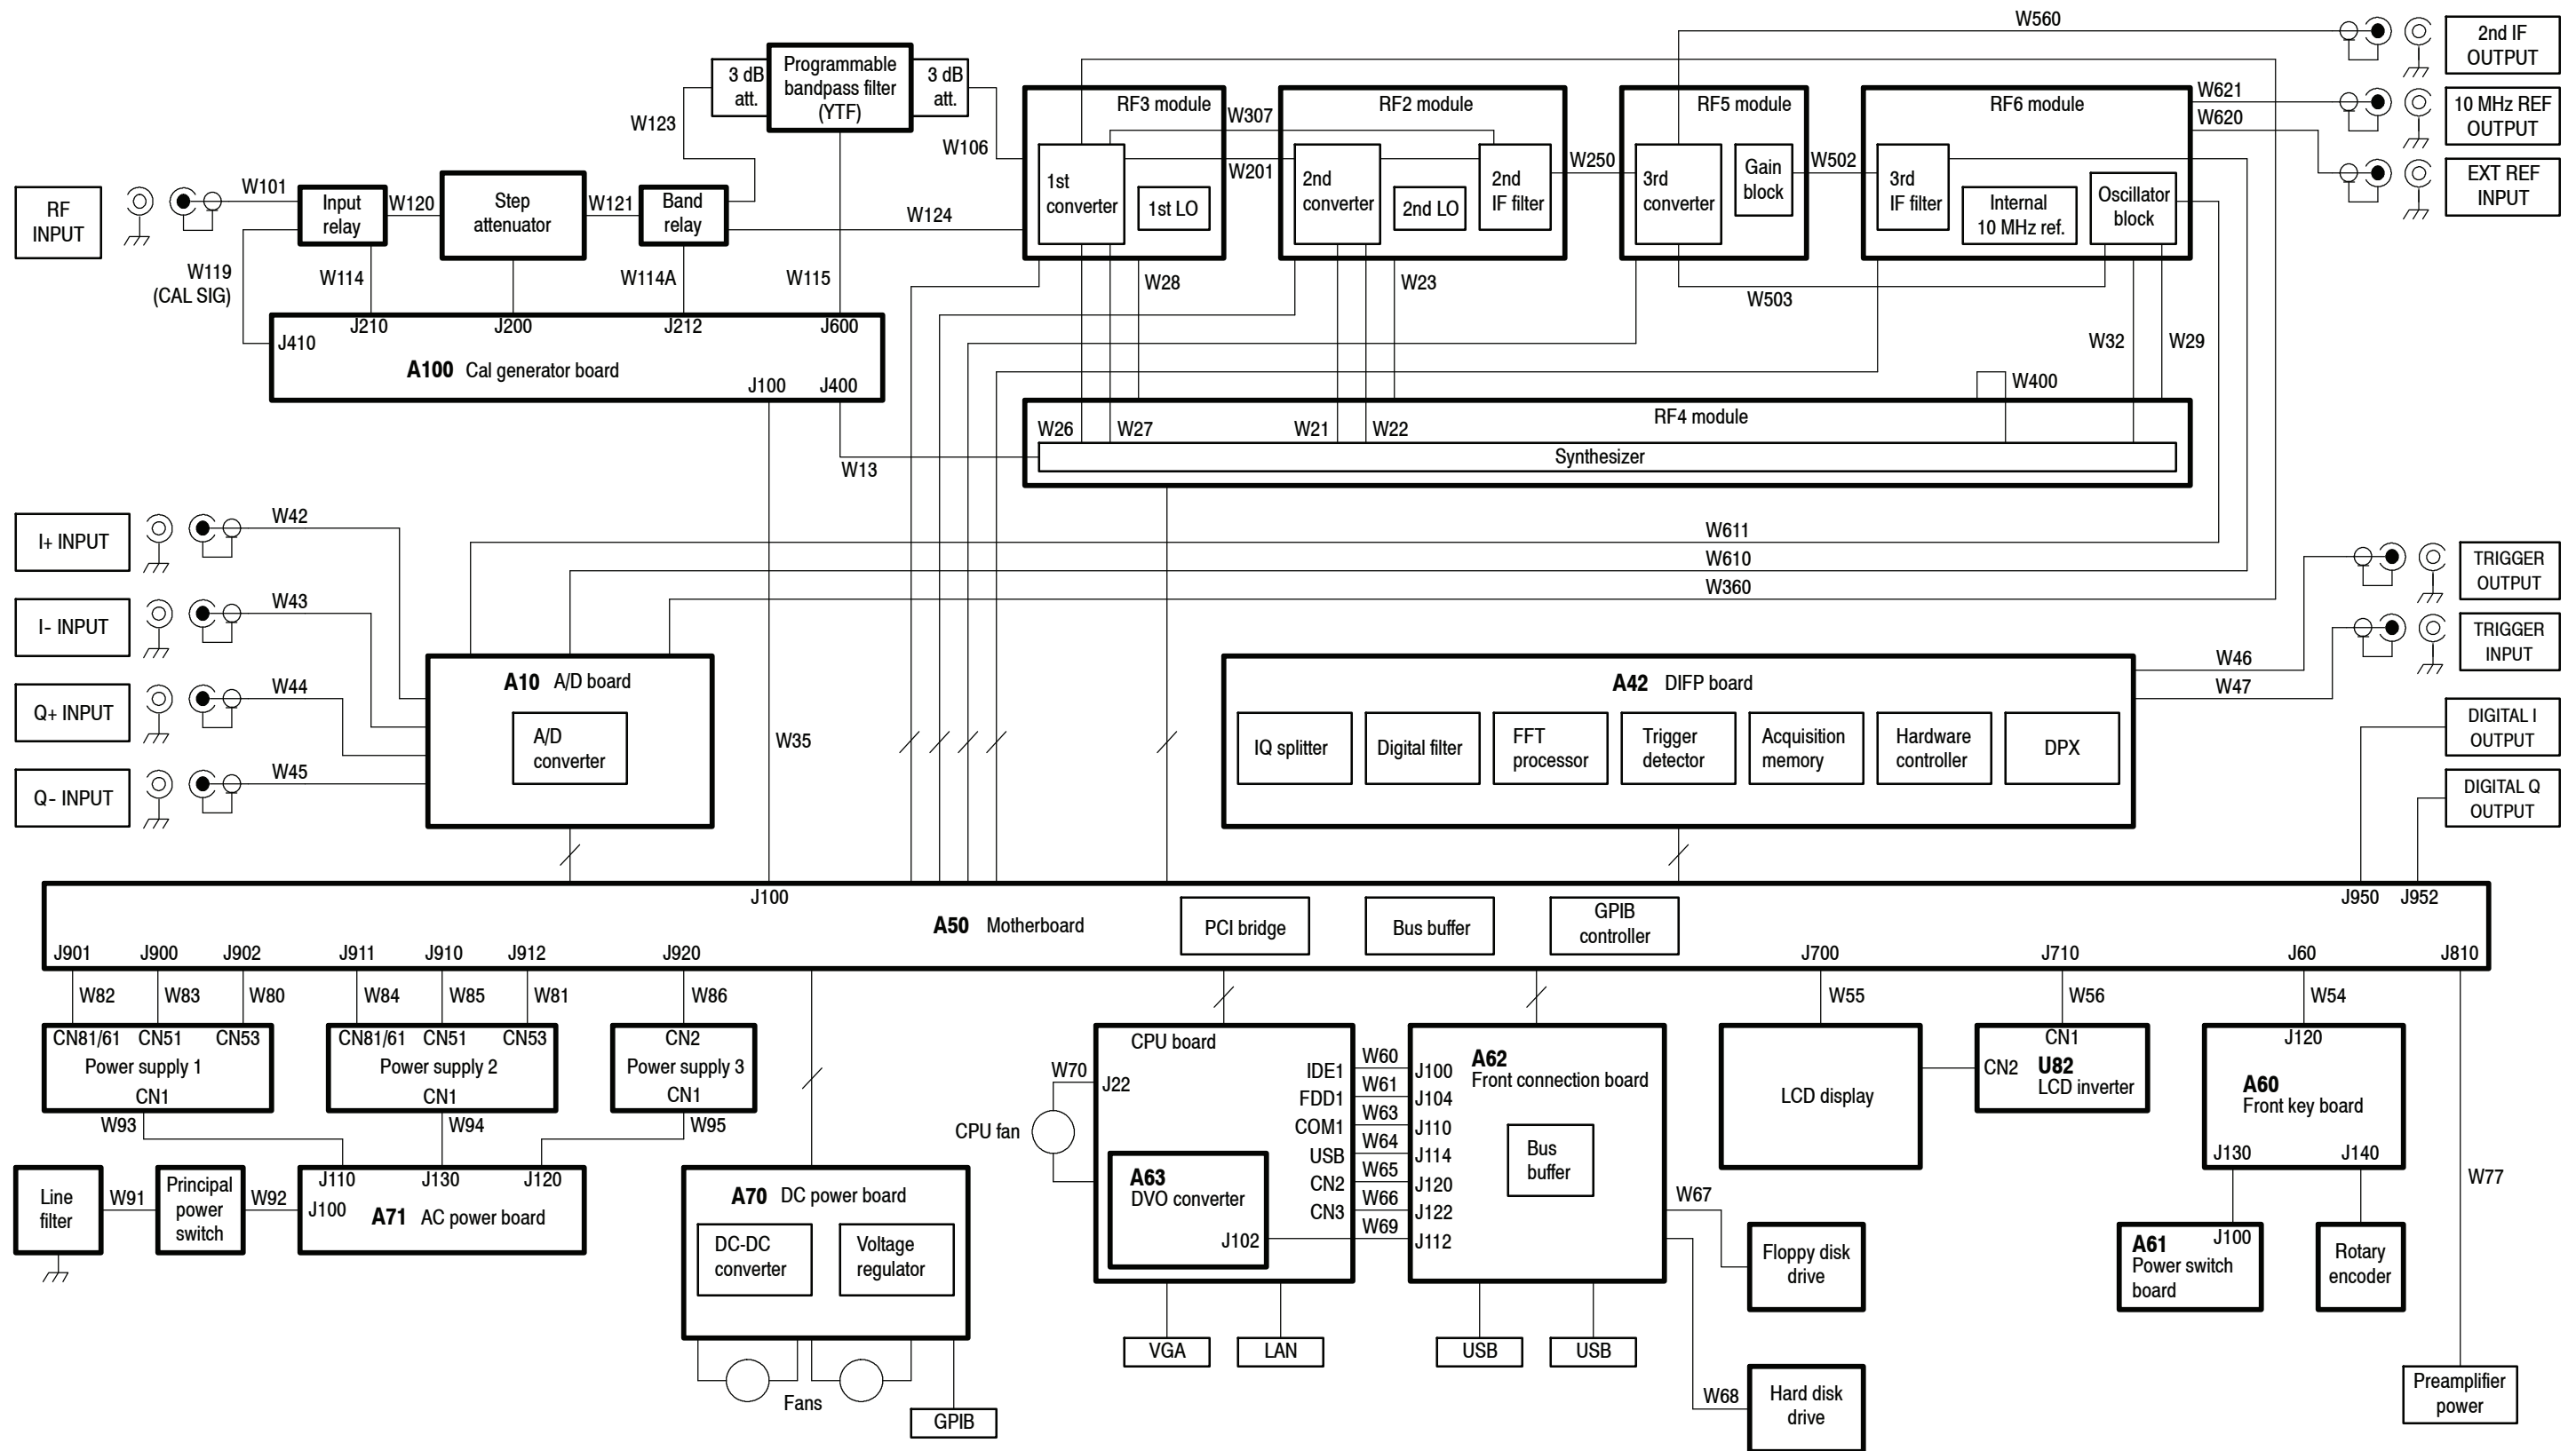 W560
2nd IF
OUTPUT
3 dB
att.
Programmable
bandpass filter
(YTF)
3 dB
att.
RF3 module
W307
RF2 module
RF5 module
RF6 module
W621
10 MHz REF
OUTPUT
W620
W123
W106
1st
converter
1st LO
W201
2nd
converter
2nd LO
2nd
IF filter
W250
3rd
converter
Gain
block
W502
3rd
IF filter
Internal
10 MHz ref.
Oscillator
block
EXT REF
INPUT
RF
INPUT
W101
Input
relay
W120
Step
attenuator
W121
Band
relay
W124
W119
(CAL SIG)
W114
W114A
W115
W28
W23
W503
W32
W29
J210
J200
J212
J600
J410
A100 Cal generator board
J100
J400
W400
RF4 module
W26
W27
W21
W22
Synthesizer
W13
I+ INPUT
W42
W611
W610
W360
TRIGGER
OUTPUT
I- INPUT
W43
TRIGGER
INPUT
Q+ INPUT
W44
A10 A/D board
A/D
converter
W35
A42 DIFP board
IQ splitter
Digital filter
FFT
processor
Trigger
detector
Acquisition
memory
Hardware
controller
DPX
W46
W47
DIGITAL I
OUTPUT
Q- INPUT
W45
DIGITAL Q
OUTPUT
J100
A50 Motherboard
PCI bridge
Bus buffer
GPIB
controller
J950
J952
J901
J900
J902
J911
J910
J912
J920
J700
J710
J60
J810
W82
W83
W80
W84
W85
W81
W86
W55
W56
W54
CN81/61
CN51
CN53
Power supply 1
CN1
CN81/61
CN51
CN53
Power supply 2
CN1
CN2
Power supply 3
CN1
W93
W94
W95
Line
filter
W91
Principal
power
switch
W92
J110
J130
J120
J100
A71 AC power board
A70 DC power board
DC-DC
converter
Voltage
regulator
Fans
GPIB
CPU board
W70
J22
CPU fan
IDE1
W60
J100
FDD1
W61
J104
COM1
W63
J110
USB
W64
J114
CN2
W65
J120
CN3
W66
J122
W69
J112
A63
DVO converter
J102
VGA
LAN
A62
Front connection board
Bus
buffer
USB
USB
W67
Floppy disk
drive
W68
Hard disk
drive
LCD display
CN1
CN2
U82
LCD inverter
J120
A60
Front key board
J130
J140
A61
J100
Power switch
board
Rotary
encoder
W77
Preamplifier
power